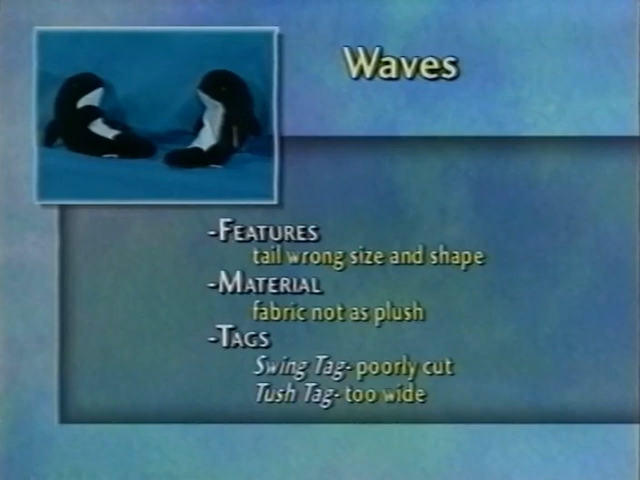 Waves
-FEATURES
tail wrong size and shape
-MATERIAL
fabric not as plush
-TAGS
Swing Tag- poorly cut
Tush Tag- too wide